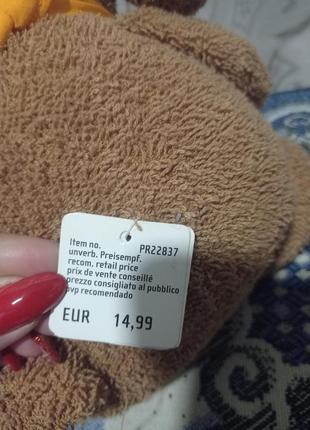 Item no. PR22837
unverb. Preisempf.
recom. retail price
prix de vente conseillé
prezzo consigliato al pubblico
pvp recomendado
EUR 14,99